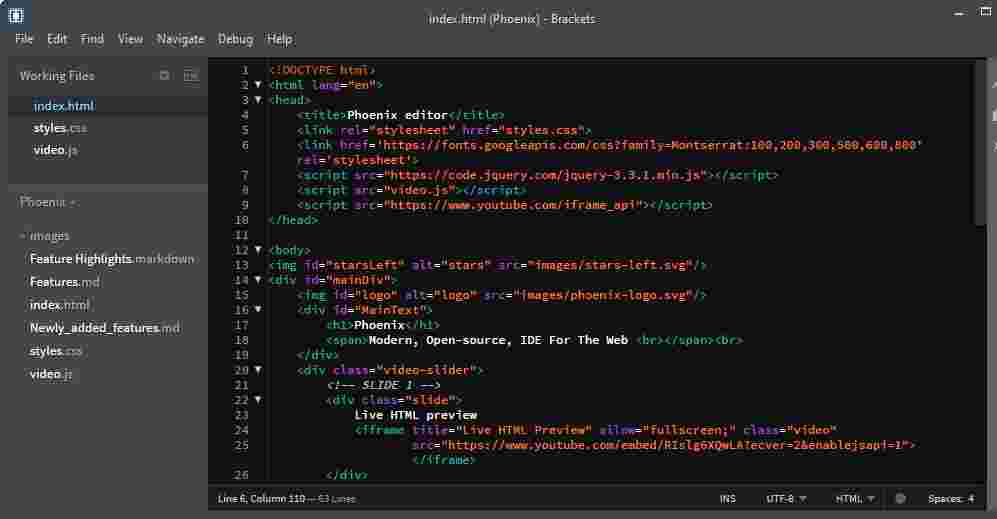 index.html (Phoenix) - Brackets
File Edit Find View Navigate Debug Help
Working Files
index.html
styles.css
video.js
Phoenix
images
Feature Highlights.markdown
Features.md
index.html
Newly_added_features.md
styles.css
video.js
1 <!DOCTYPE html>
2 <html lang="en">
3 <head>
4 <title>Phoenix editor</title>
5 <link rel="stylesheet" href="styles.css">
6 <link href='https://fonts.googleapis.com/css?family=Montserrat:100,200,300,500,600,800'
rel='stylesheet'>
7 <script src="https://code.jquery.com/jquery-3.3.1.min.js"></script>
8 <script src="video.js"></script>
9 <script src="https://www.youtube.com/iframe_api"></script>
10 </head>
11
12 <body>
13 <img id="starsLeft" alt="stars" src="images/stars-left.svg"/>
14 <div id="mainDiv">
15 <img id="logo" alt="logo" src="images/phoenix-logo.svg"/>
16 <div id="MainText">
17 <h1>Phoenix</h1>
18 <span>Modern, Open-source, IDE For The Web <br></span><br>
19 </div>
20 <div class="video-slider">
21 <!-- SLIDE 1 -->
22 <div class="slide">
23 Live HTML preview
24 <iframe title="Live HTML Preview" allow="fullscreen;" class="video"
25 src="https://www.youtube.com/embed/RIslg6XQwLA?ecver=2&enablejsapi=1">
</iframe>
26 </div>
Line 6, Column 110 — 63 Lines INS UTF-8 HTML Spaces: 4